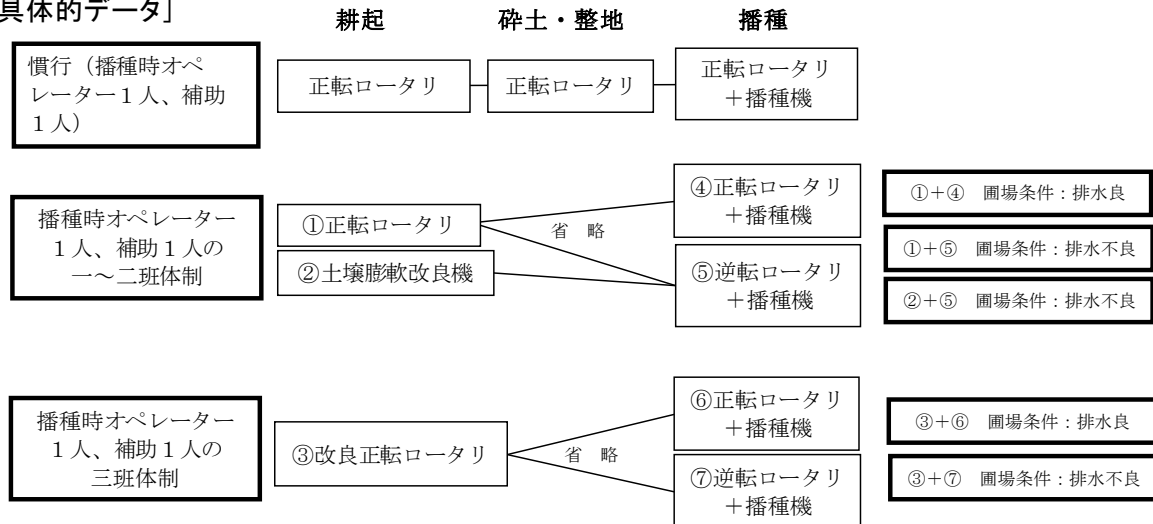 具体的データ］
耕起　砕土・整地　播種
慣行（播種時オペ
レーター１人、補助
１人）
正転ロータリ
正転ロータリ
正転ロータリ
＋播種機
播種時オペレーター
１人、補助１人の
一～二班体制
①正転ロータリ
②土壌膨軟改良機
省　略
④正転ロータリ
＋播種機
⑤逆転ロータリ
＋播種機
①＋④　圃場条件：排水良
①＋⑤　圃場条件：排水不良
②＋⑤　圃場条件：排水不良
播種時オペレーター
１人、補助１人の
三班体制
③改良正転ロータリ
省　略
⑥正転ロータリ
＋播種機
⑦逆転ロータリ
＋播種機
③＋⑥　圃場条件：排水良
③＋⑦　圃場条件：排水不良